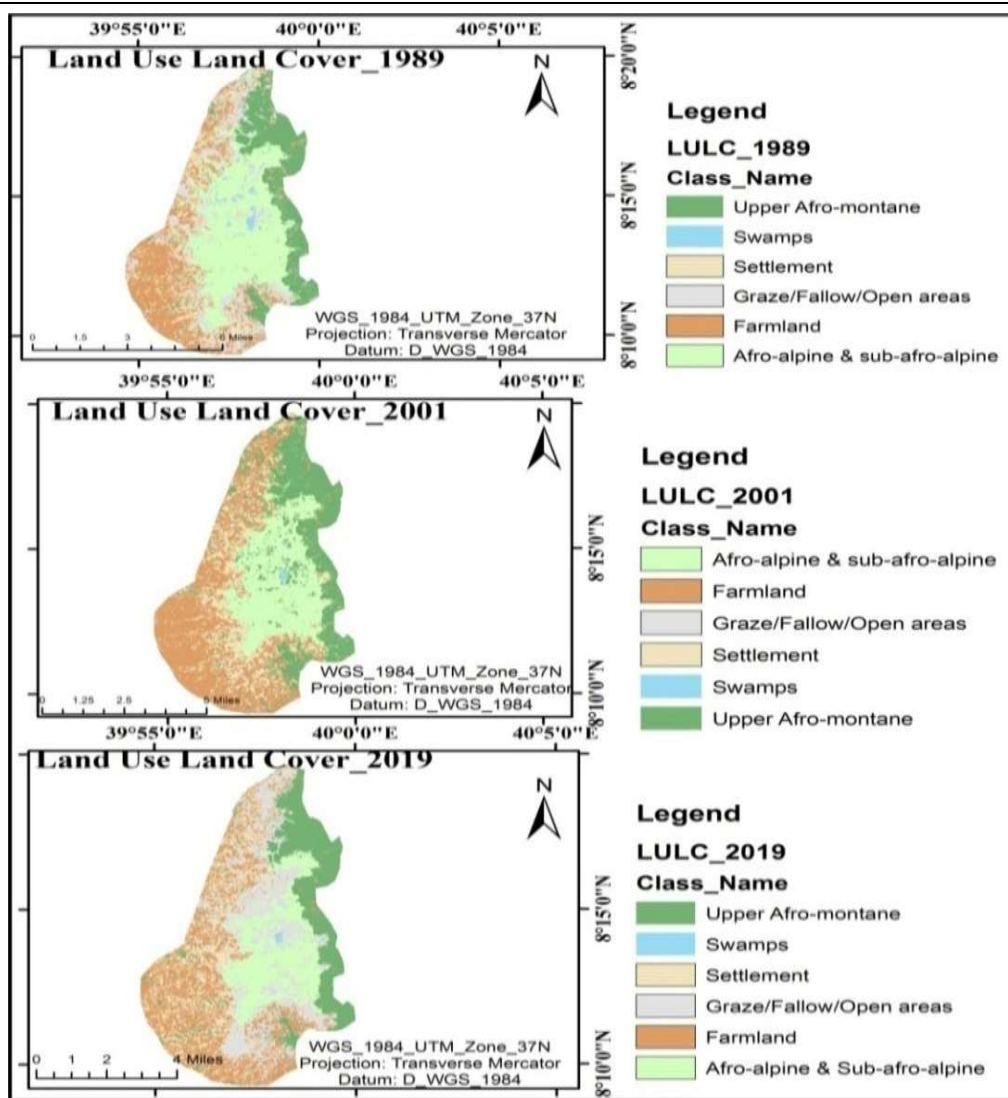 39°55'0"E 40°0'0"E 40°5'0"E
Land Use Land Cover_1989
N
8°20'0"N
8°15'0"N
8°10'0"N
WGS_1984_UTM_Zone_37N
Projection: Transverse Mercator
Datum: D_WGS_1984
0 1.5 3 6 Miles
Legend
LULC_1989
Class_Name
Upper Afro-montane
Swamps
Settlement
Graze/Fallow/Open areas
Farmland
Afro-alpine & sub-afro-alpine
39°55'0"E 40°0'0"E 40°5'0"E
Land Use Land Cover_2001
N
8°15'0"N
8°10'0"N
WGS_1984_UTM_Zone_37N
Projection: Transverse Mercator
Datum: D_WGS_1984
0 1.25 2.5 5 Miles
Legend
LULC_2001
Class_Name
Afro-alpine & sub-afro-alpine
Farmland
Graze/Fallow/Open areas
Settlement
Swamps
Upper Afro-montane
39°55'0"E 40°0'0"E 40°5'0"E
Land Use Land Cover_2019
N
8°15'0"N
8°10'0"N
WGS_1984_UTM_Zone_37N
Projection: Transverse Mercator
Datum: D_WGS_1984
0 1 2 4 Miles
Legend
LULC_2019
Class_Name
Upper Afro-montane
Swamps
Settlement
Graze/Fallow/Open areas
Farmland
Afro-alpine & Sub-afro-alpine